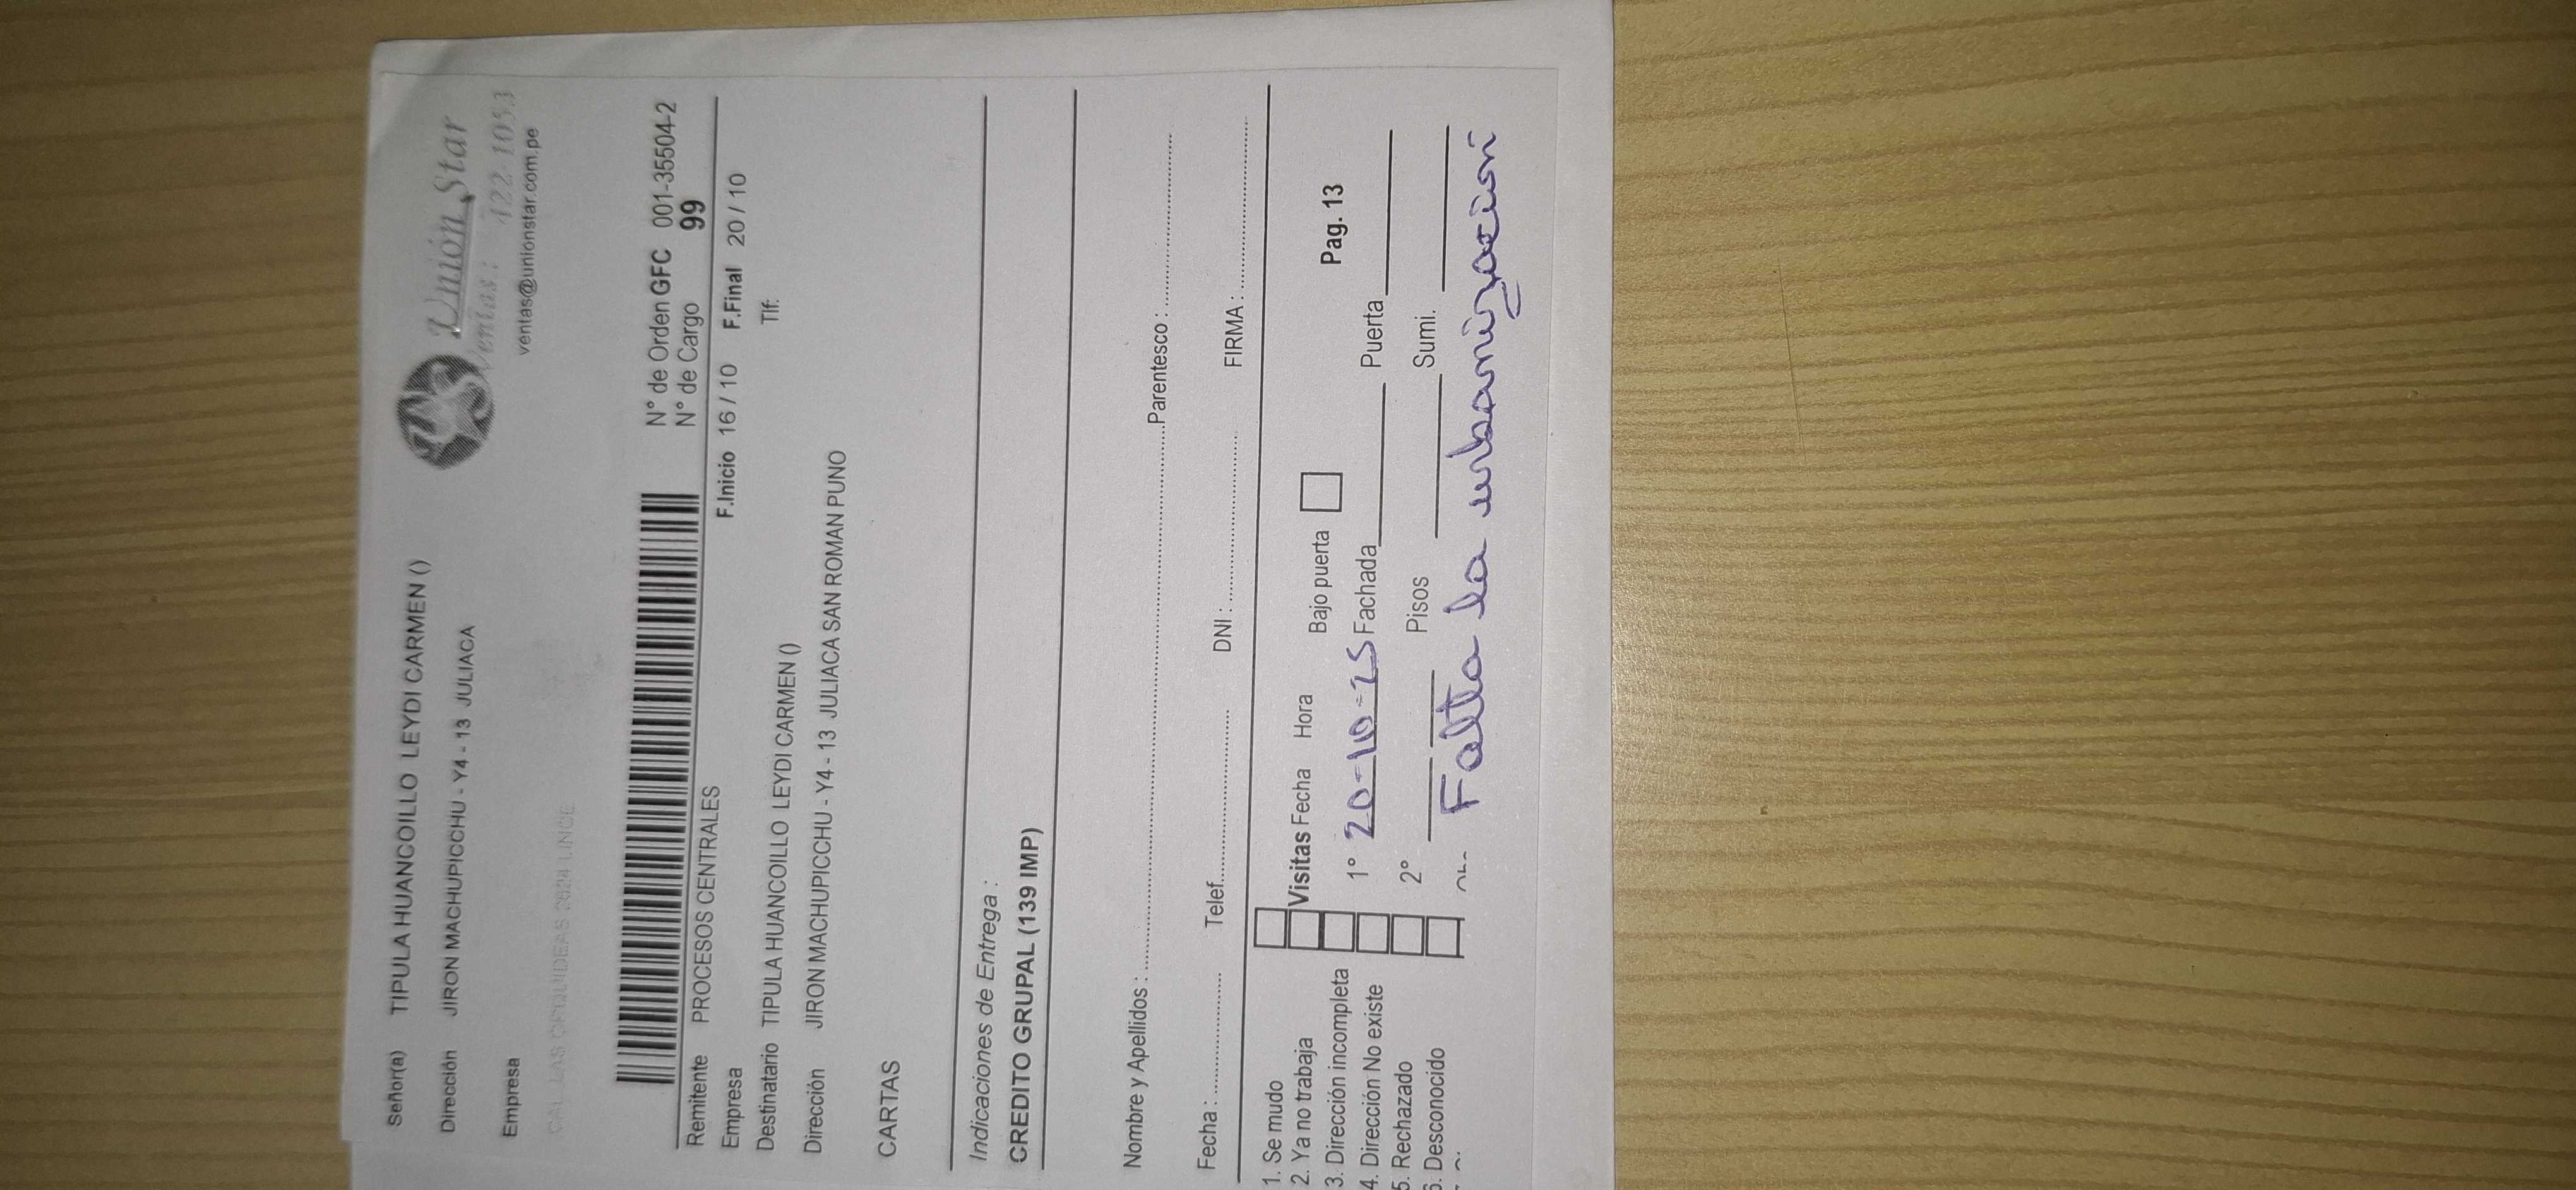 Señor(a) TIPULA HUANCOILLO LEYDI CARMEN ()
Dirección JIRON MACHUPICCHU - Y4 - 13 JULIACA
Empresa
Unión Star
Ventas: 422-1053
ventas@unionstar.com.pe
CAL. LAS ORQUIDEAS 2624 LINCE
N° de Orden GFC 001-35504-2
N° de Cargo 99
Remitente PROCESOS CENTRALES
F.Inicio 16 / 10 F.Final 20 / 10
Empresa
Destinatario TIPULA HUANCOILLO LEYDI CARMEN () Tlf:
Dirección JIRON MACHUPICCHU - Y4 - 13 JULIACA SAN ROMAN PUNO
CARTAS
Indicaciones de Entrega :
CREDITO GRUPAL (139 IMP)
Nombre y Apellidos : Parentesco :
Fecha : Telef. DNI : FIRMA :
1. Se mudo
2. Ya no trabaja Visitas Fecha Hora Bajo puerta Pag. 13
3. Dirección incompleta
4. Dirección No existe 1° 20-10-25 Fachada Puerta
5. Rechazado 2° Pisos Sumi.
6. Desconocido
Falta la urbanización